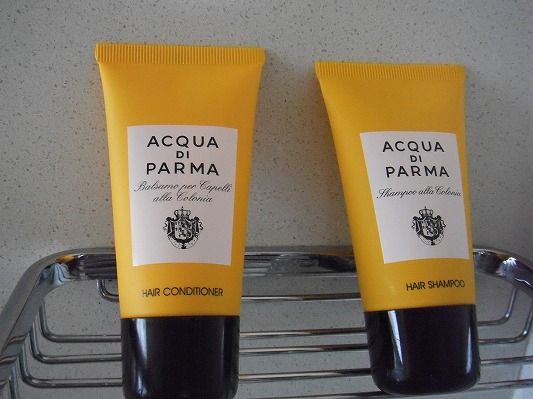 ACQUA
DI
PARMA
Balsamo per Capelli
alla Colonia
HAIR CONDITIONER
ACQUA
DI
PARMA
Shampoo alla Colonia
HAIR SHAMPOO